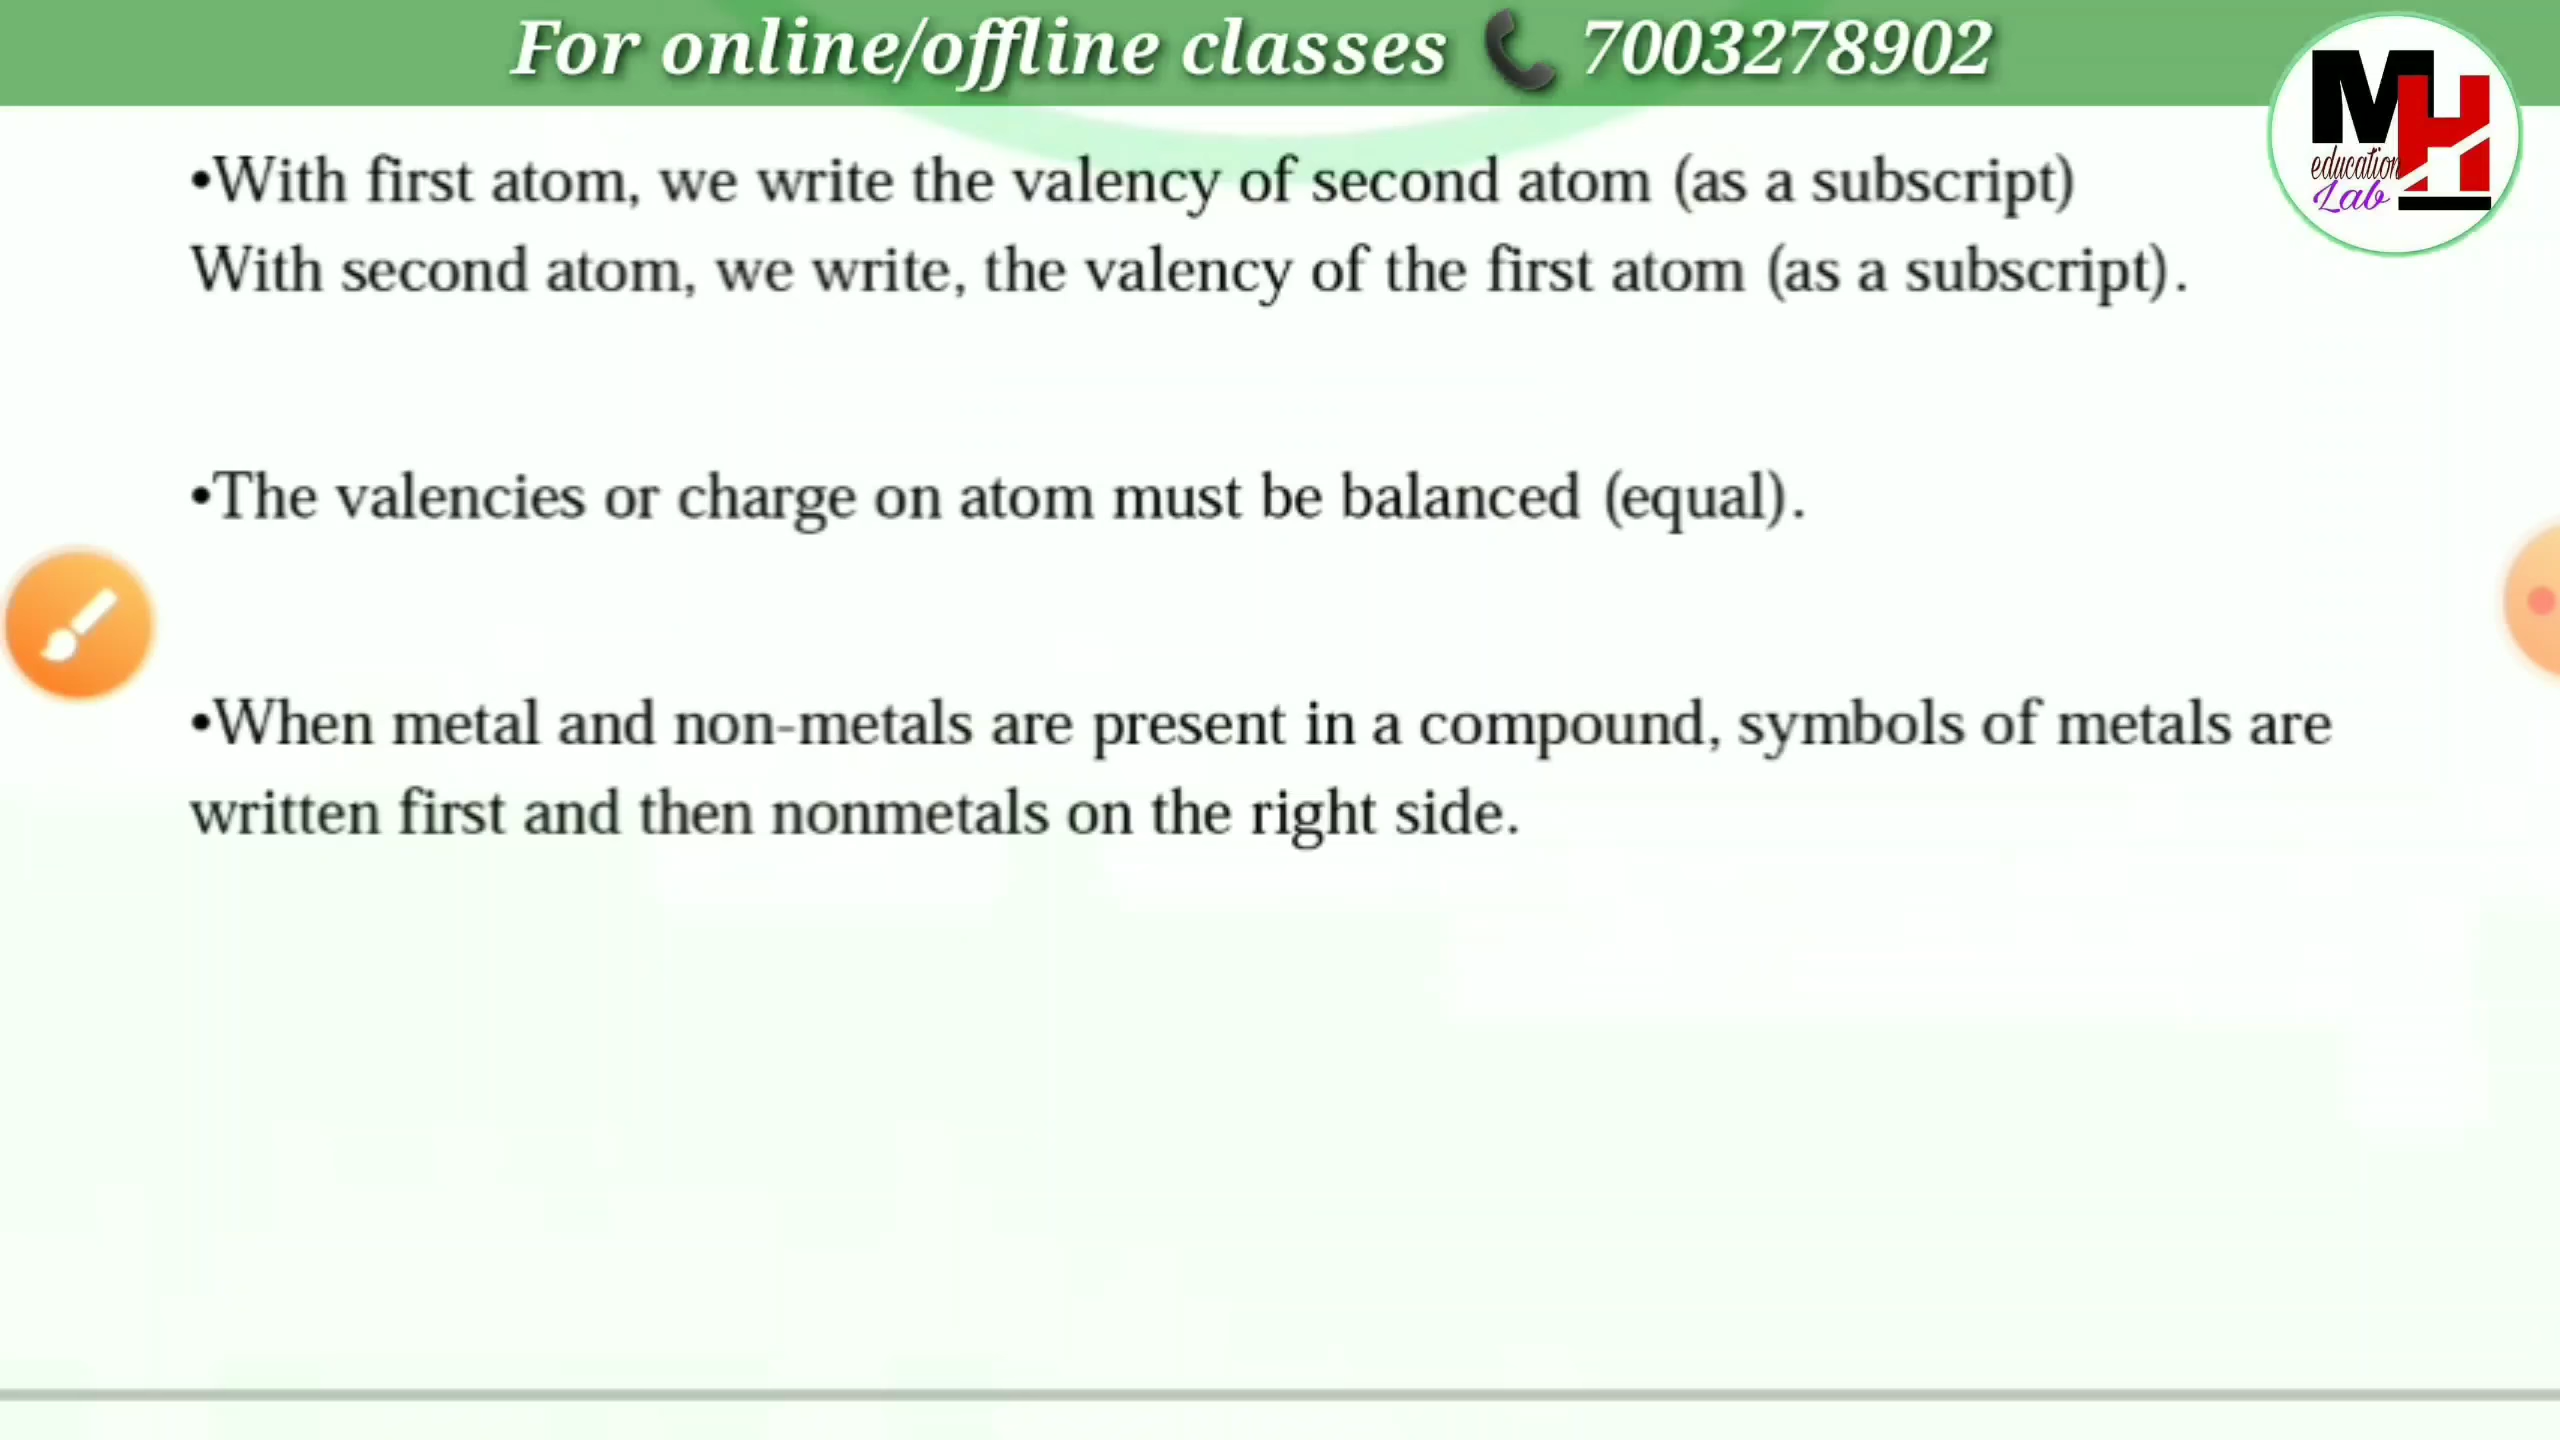 For online/offline classes 📞 7003278902
MH
education
Lab
•With first atom, we write the valency of second atom (as a subscript)
With second atom, we write, the valency of the first atom (as a subscript).
•The valencies or charge on atom must be balanced (equal).
•When metal and non-metals are present in a compound, symbols of metals are
written first and then nonmetals on the right side.